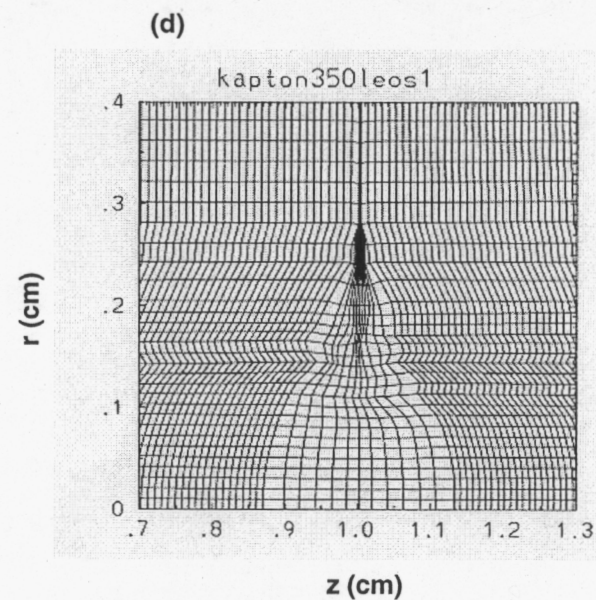 (d)
kapton350leos1
.4
.3
r (cm)
.2
.1
0
.7 .8 .9 1.0 1.1 1.2 1.3
z (cm)